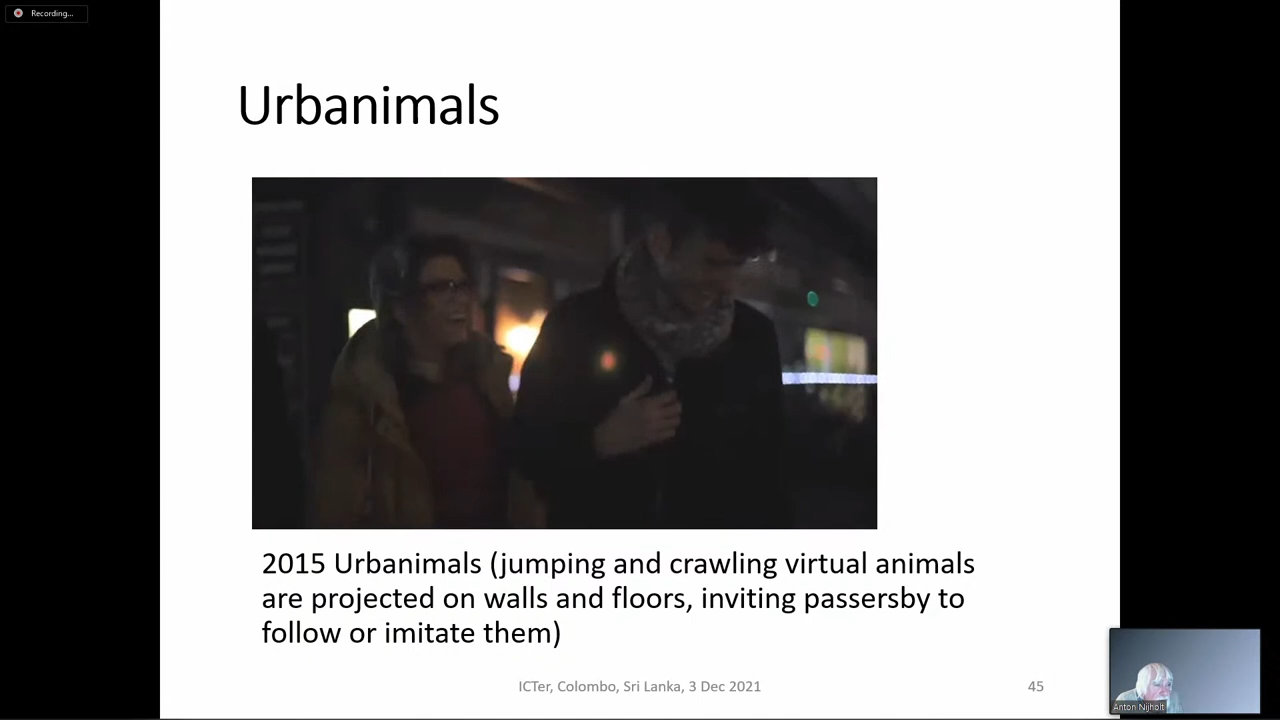 Recording...
Urbanimals
2015 Urbanimals (jumping and crawling virtual animals
are projected on walls and floors, inviting passersby to
follow or imitate them)
ICTer, Colombo, Sri Lanka, 3 Dec 2021
45
Anton Nijholt